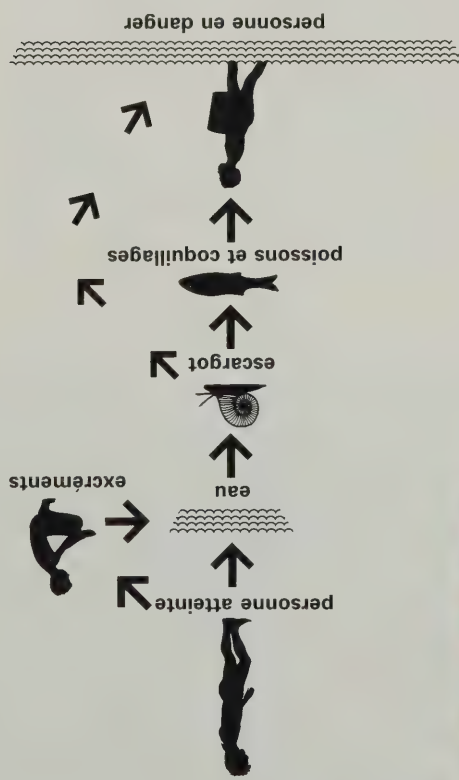 personne atteinte
eau
excréments
escargot
poissons et coquillages
personne en danger